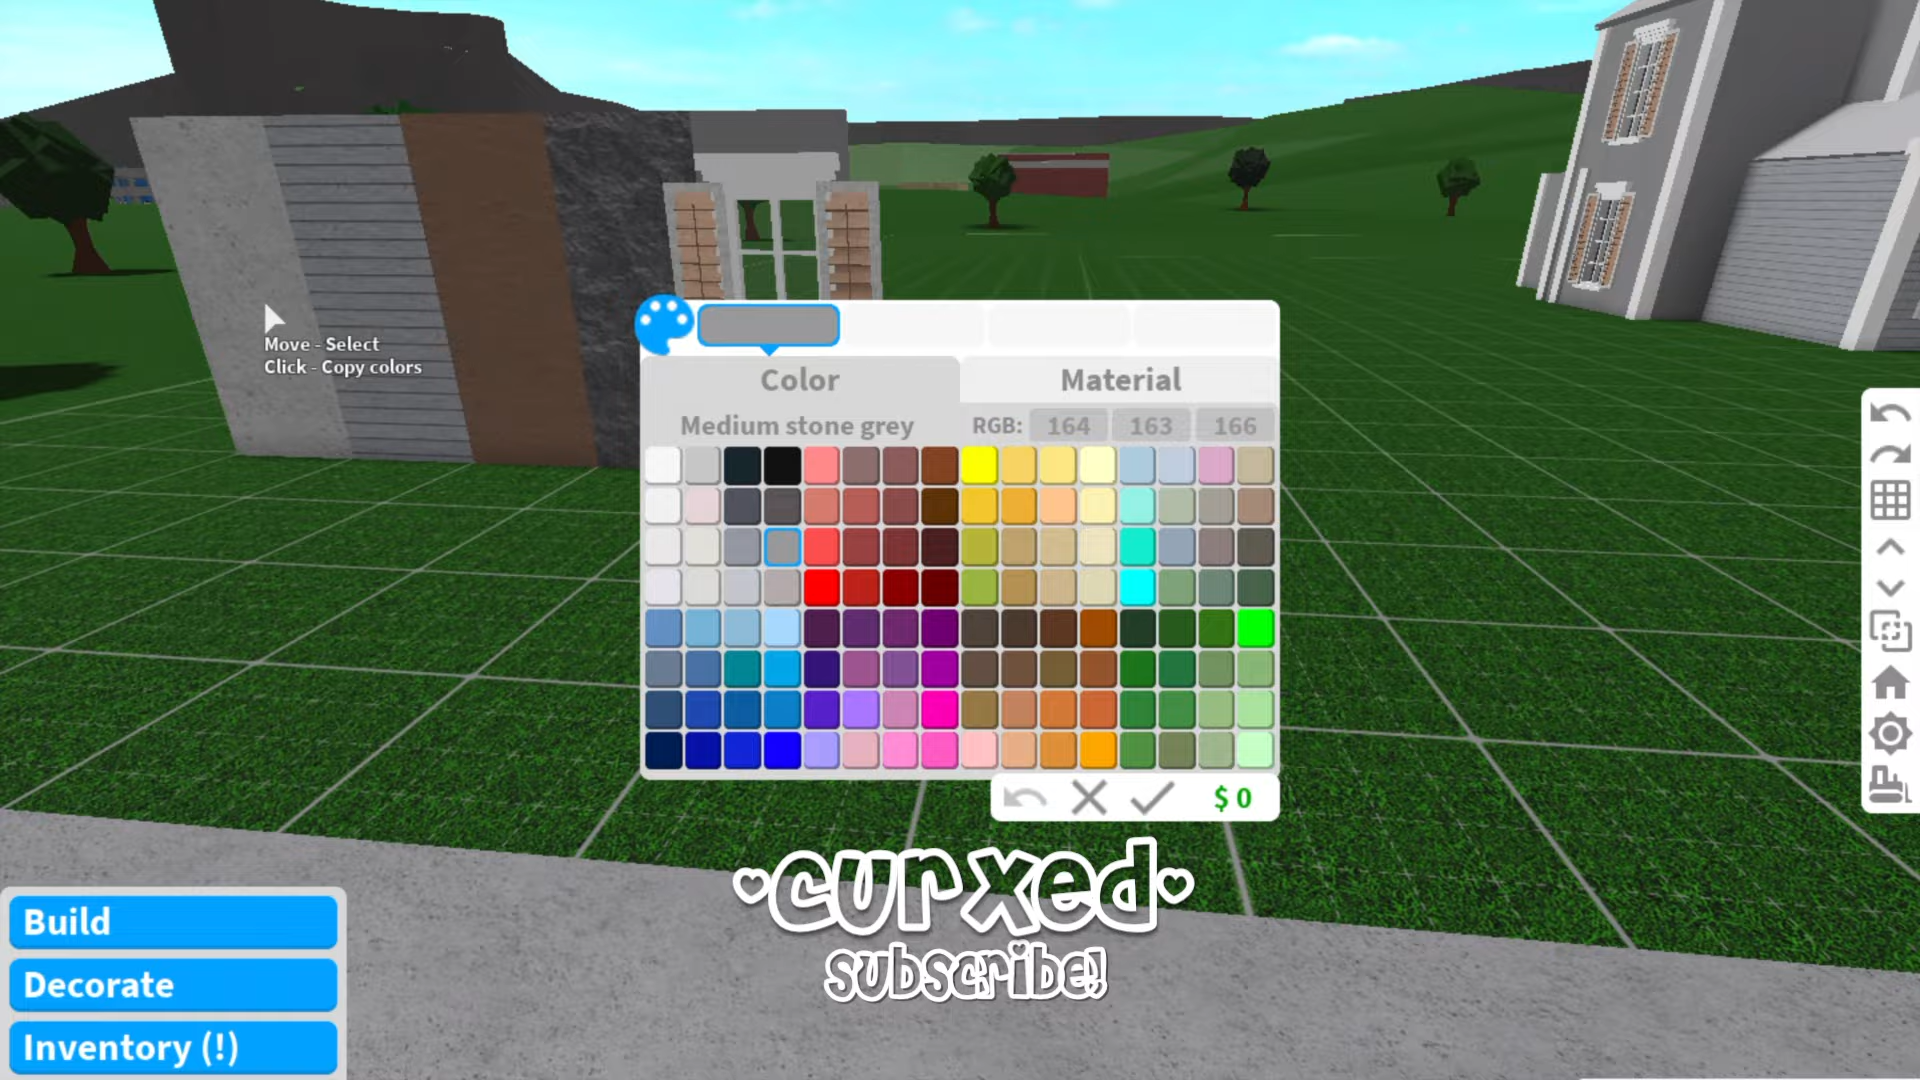 Move - Select
Click - Copy colors
Color
Material
Medium stone grey
RGB: 164 163 166
$ 0
Build
Decorate
Inventory (!)
•curxed•
subscribe!